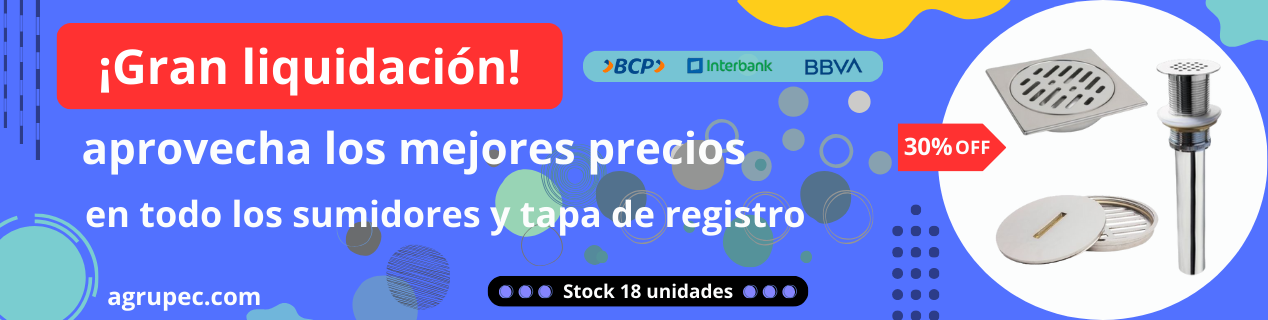 ¡Gran liquidación!
BCP Interbank BBVA
aprovecha los mejores precios
30% OFF
en todo los sumidores y tapa de registro
agrupec.com
Stock 18 unidades